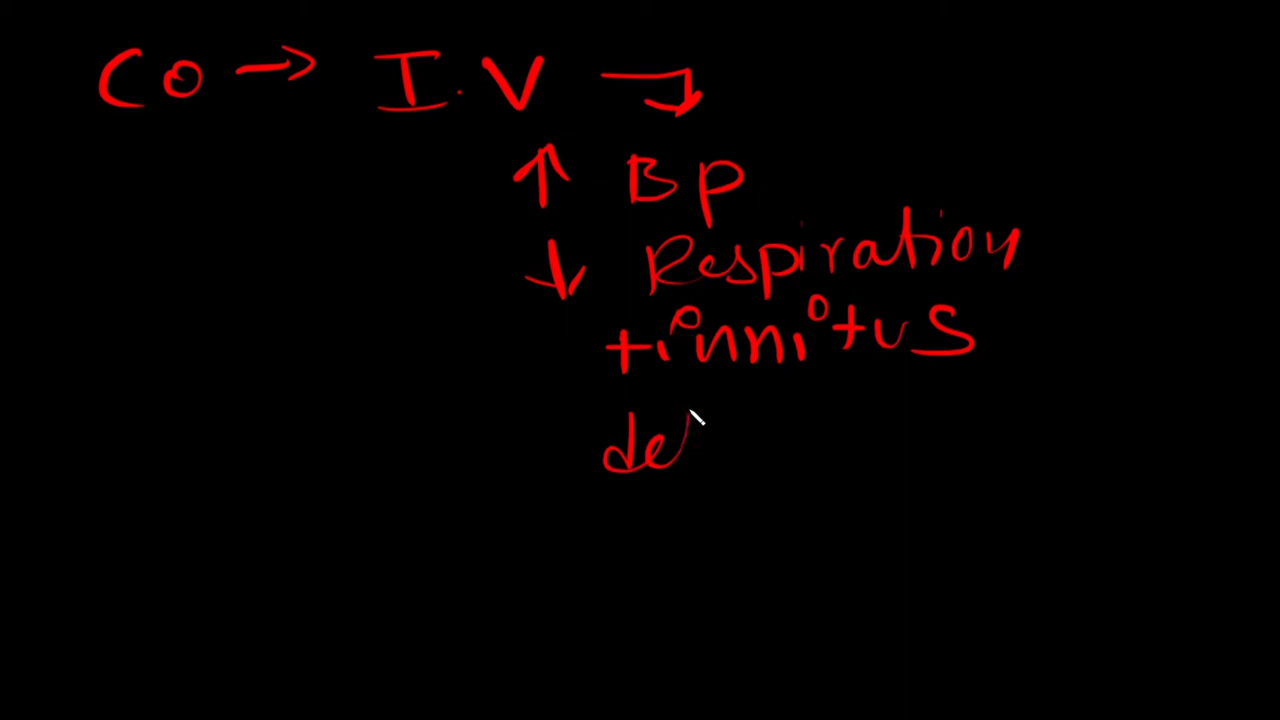 Co → I.V →
↑ BP
↓ Respiration
tinnitus
de